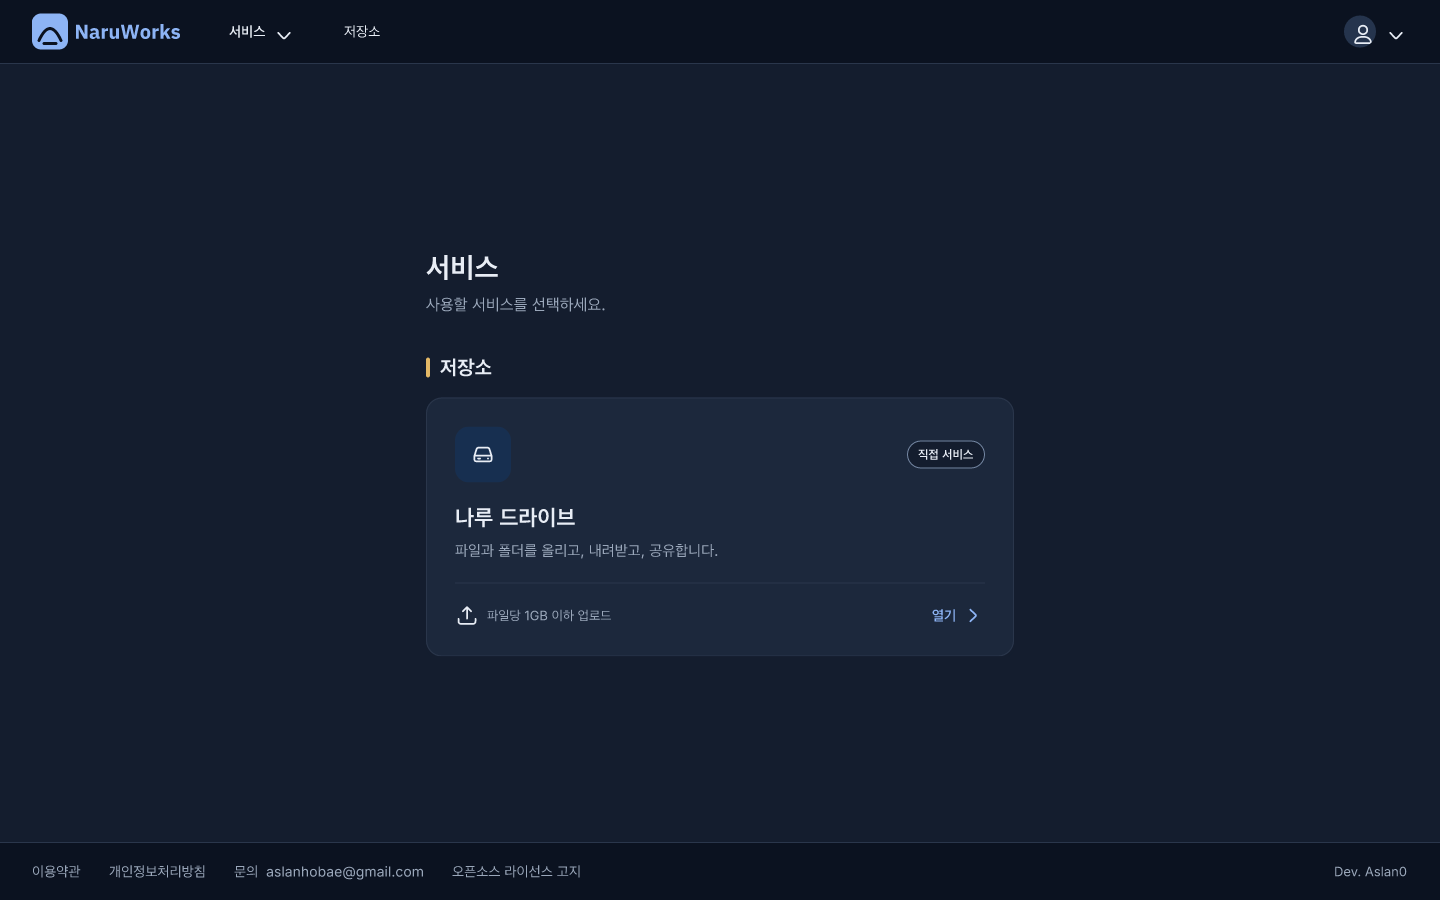 NaruWorks
서비스
저장소
서비스
사용할 서비스를 선택하세요.
저장소
직접 서비스
나루 드라이브
파일과 폴더를 올리고, 내려받고, 공유합니다.
파일당 1GB 이하 업로드
열기
이용약관
개인정보처리방침
문의 aslanhobae@gmail.com
오픈소스 라이선스 고지
Dev. Aslan0